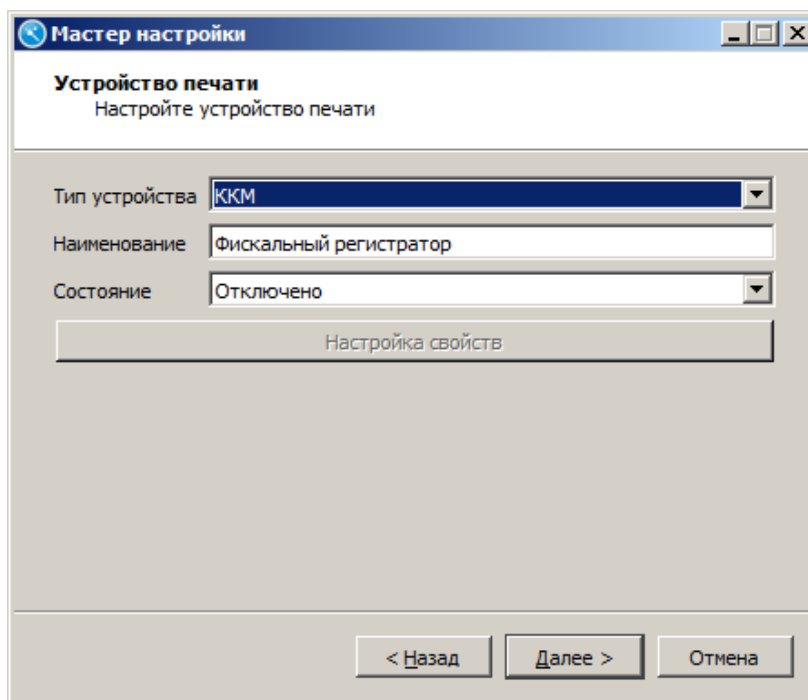 Мастер настройки
Устройство печати
Настройте устройство печати
Тип устройства ККМ
Наименование Фискальный регистратор
Состояние Отключено
Настройка свойств
< Назад Далее > Отмена